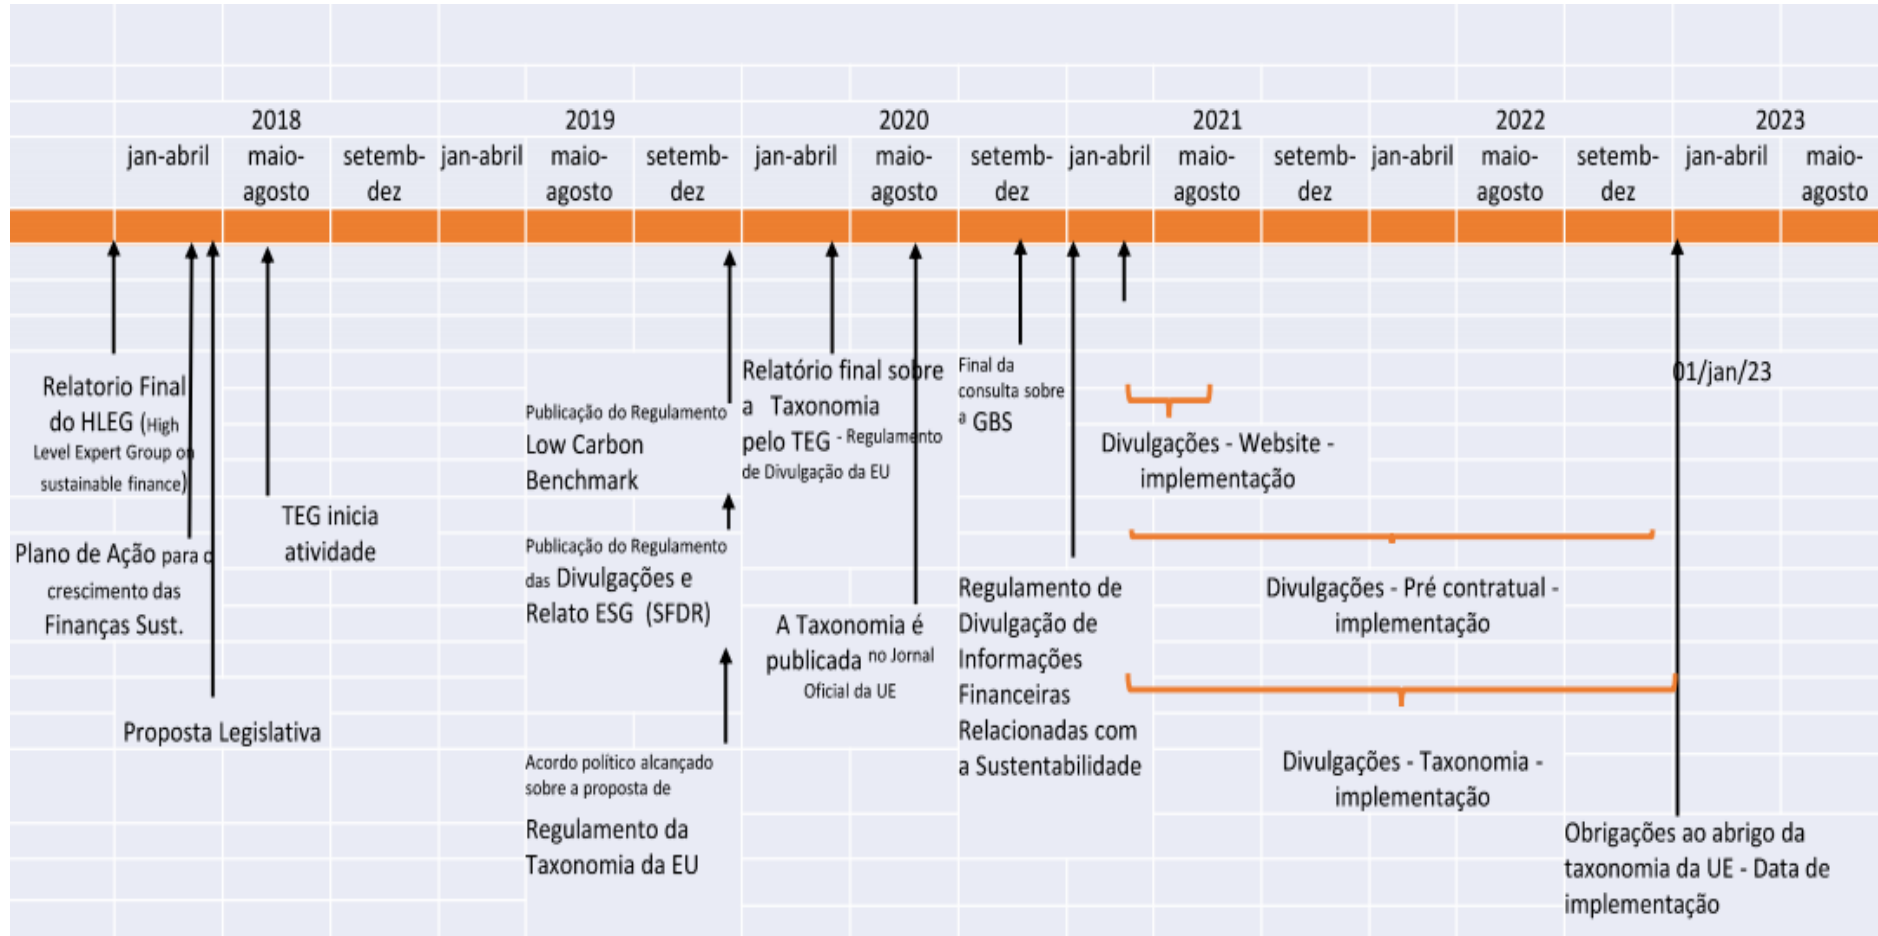 2018 2019 2020 2021 2022 2023
jan-abril maio- setemb- jan-abril maio- setemb- jan-abril maio- setemb- jan-abril maio- setemb- jan-abril maio- setemb- jan-abril maio-
agosto dez agosto dez agosto dez agosto dez agosto dez agosto
Relatorio Final
do HLEG (High
Level Expert Group on
sustainable finance)
Plano de Ação para o
crescimento das
Finanças Sust.
Proposta Legislativa
TEG inicia
atividade
Publicação do Regulamento
Low Carbon
Benchmark
Publicação do Regulamento
das Divulgações e
Relato ESG (SFDR)
Acordo político alcançado
sobre a proposta de
Regulamento da
Taxonomia da EU
Relatório final sobre
a Taxonomia
pelo TEG - Regulamento
de Divulgação da EU
A Taxonomia é
publicada no Jornal
Oficial da UE
Final da
consulta sobre
a GBS
Regulamento de
Divulgação de
Informações
Financeiras
Relacionadas com
a Sustentabilidade
Divulgações - Website -
implementação
Divulgações - Pré contratual -
implementação
Divulgações - Taxonomia -
implementação
01/jan/23
Obrigações ao abrigo da
taxonomia da UE - Data de
implementação